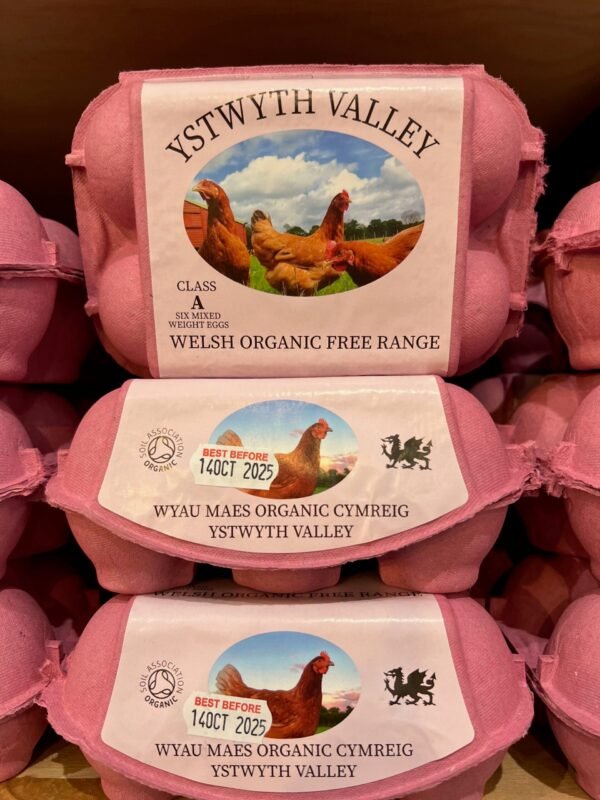 YSTWYTH VALLEY
CLASS
A
SIX MIXED
WEIGHT EGGS
WELSH ORGANIC FREE RANGE
SOIL ASSOCIATION
ORGANIC
BEST BEFORE
14OCT 2025
WYAU MAES ORGANIC CYMREIG
YSTWYTH VALLEY
WELSH ORGANIC FREE RANGE
SOIL ASSOCIATION
ORGANIC
BEST BEFORE
14OCT 2025
WYAU MAES ORGANIC CYMREIG
YSTWYTH VALLEY